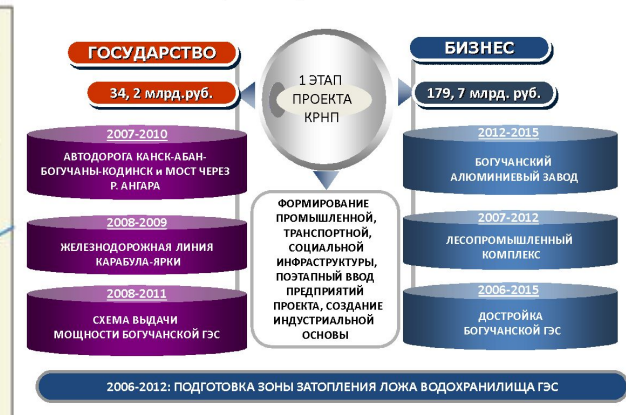 ГОСУДАРСТВО
34, 2 млрд.руб.
2007-2010
АВТОДОРОГА КАНСК-АБАН-
БОГУЧАНЫ-КОДИНСК и МОСТ ЧЕРЕЗ
Р. АНГАРА
2008-2009
ЖЕЛЕЗНОДОРОЖНАЯ ЛИНИЯ
КАРАБУЛА-ЯРКИ
2008-2011
СХЕМА ВЫДАЧИ
МОЩНОСТИ БОГУЧАНСКОЙ ГЭС
1 ЭТАП
ПРОЕКТА
КРНП
ФОРМИРОВАНИЕ
ПРОМЫШЛЕННОЙ,
ТРАНСПОРТНОЙ,
СОЦИАЛЬНОЙ
ИНФРАСТРУКТУРЫ,
ПОЭТАПНЫЙ ВВОД
ПРЕДПРИЯТИЙ
ПРОЕКТА, СОЗДАНИЕ
ИНДУСТРИАЛЬНОЙ
ОСНОВЫ
БИЗНЕС
179, 7 млрд. руб.
2012-2015
БОГУЧАНСКИЙ
АЛЮМИНИЕВЫЙ ЗАВОД
2007-2012
ЛЕСОПРОМЫШЛЕННЫЙ
КОМПЛЕКС
2006-2015
ДОСТРОЙКА
БОГУЧАНСКОЙ ГЭС
2006-2012: ПОДГОТОВКА ЗОНЫ ЗАТОПЛЕНИЯ ЛОЖА ВОДОХРАНИЛИЩА ГЭС